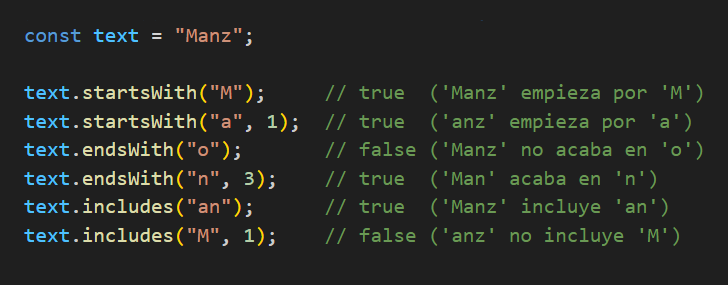 const text = "Manz";
text.startsWith("M");     // true  ('Manz' empieza por 'M')
text.startsWith("a", 1);  // true  ('anz' empieza por 'a')
text.endsWith("o");       // false ('Manz' no acaba en 'o')
text.endsWith("n", 3);    // true  ('Man' acaba en 'n')
text.includes("an");      // true  ('Manz' incluye 'an')
text.includes("M", 1);    // false ('anz' no incluye 'M')